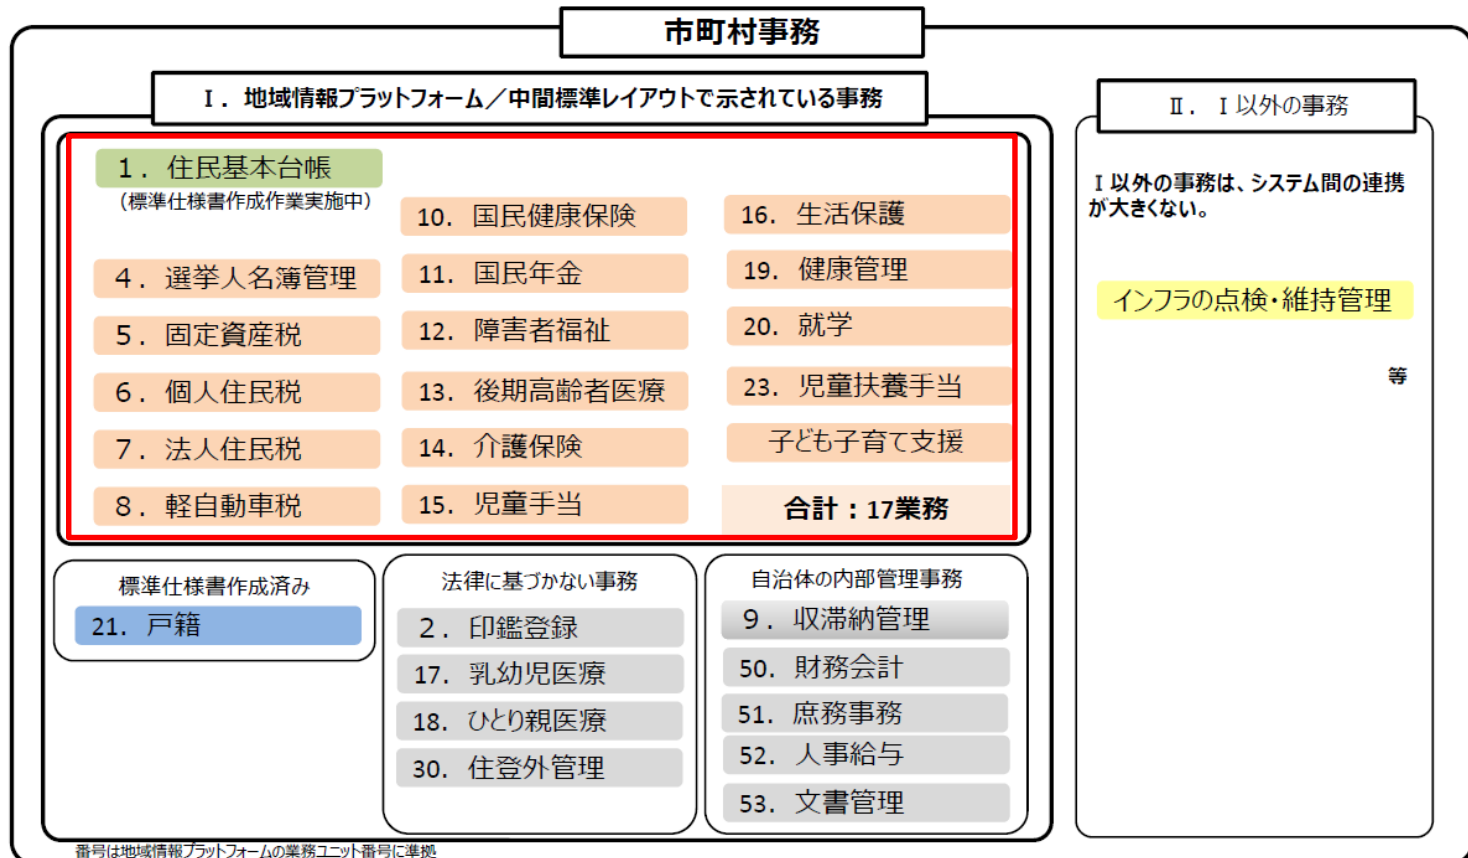 市町村事務
Ⅰ．地域情報プラットフォーム／中間標準レイアウトで示されている事務
1．住民基本台帳
（標準仕様書作成作業実施中）
4．選挙人名簿管理
5．固定資産税
6．個人住民税
7．法人住民税
8．軽自動車税
10．国民健康保険
11．国民年金
12．障害者福祉
13．後期高齢者医療
14．介護保険
15．児童手当
16．生活保護
19．健康管理
20．就学
23．児童扶養手当
子ども子育て支援
合計：17業務
標準仕様書作成済み
21．戸籍
法律に基づかない事務
2．印鑑登録
17．乳幼児医療
18．ひとり親医療
30．住登外管理
自治体の内部管理事務
9．収滞納管理
50．財務会計
51．庶務事務
52．人事給与
53．文書管理
Ⅱ．Ⅰ以外の事務
Ⅰ以外の事務は、システム間の連携
が大きくない。
インフラの点検・維持管理
等
番号は地域情報プラットフォームの業務ユニット番号に準拠